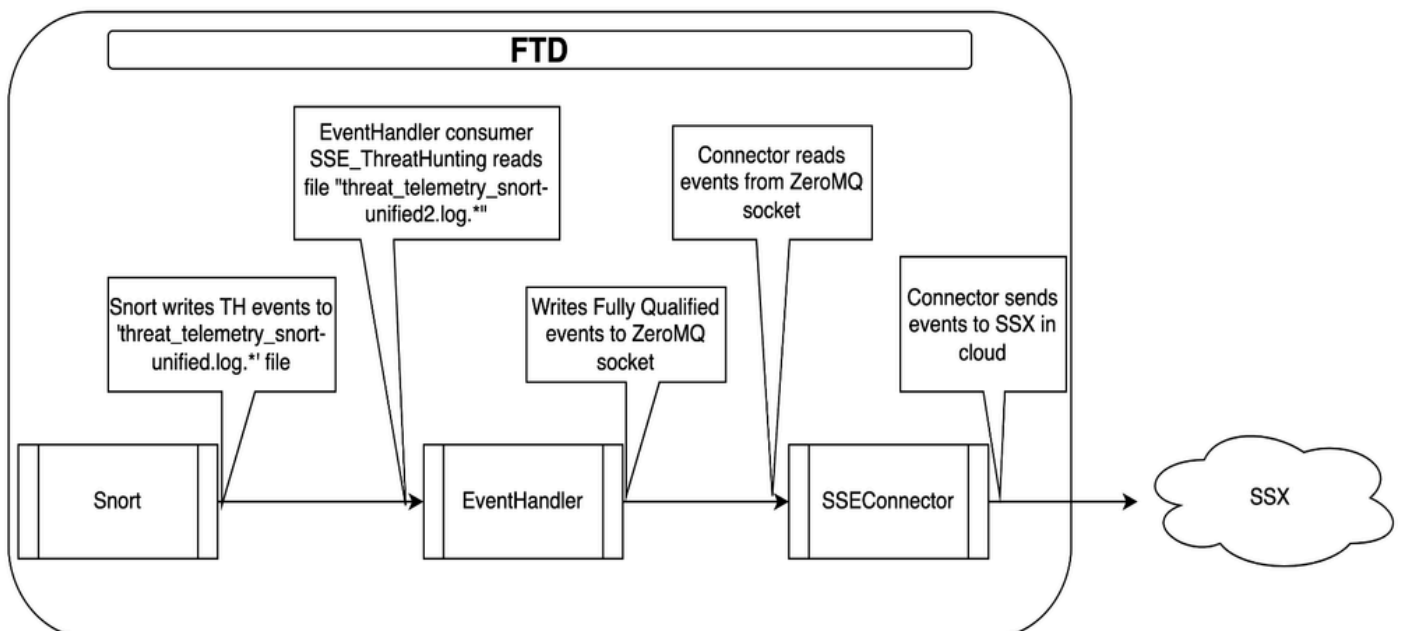 FTD
EventHandler consumer
SSE_ThreatHunting reads
file "threat_telemetry_snort-
unified2.log.*"
Connector reads
events from ZeroMQ
socket
Snort writes TH events to
'threat_telemetry_snort-
unified.log.*' file
Writes Fully Qualified
events to ZeroMQ
socket
Connector sends
events to SSX in
cloud
Snort
EventHandler
SSEConnector
SSX